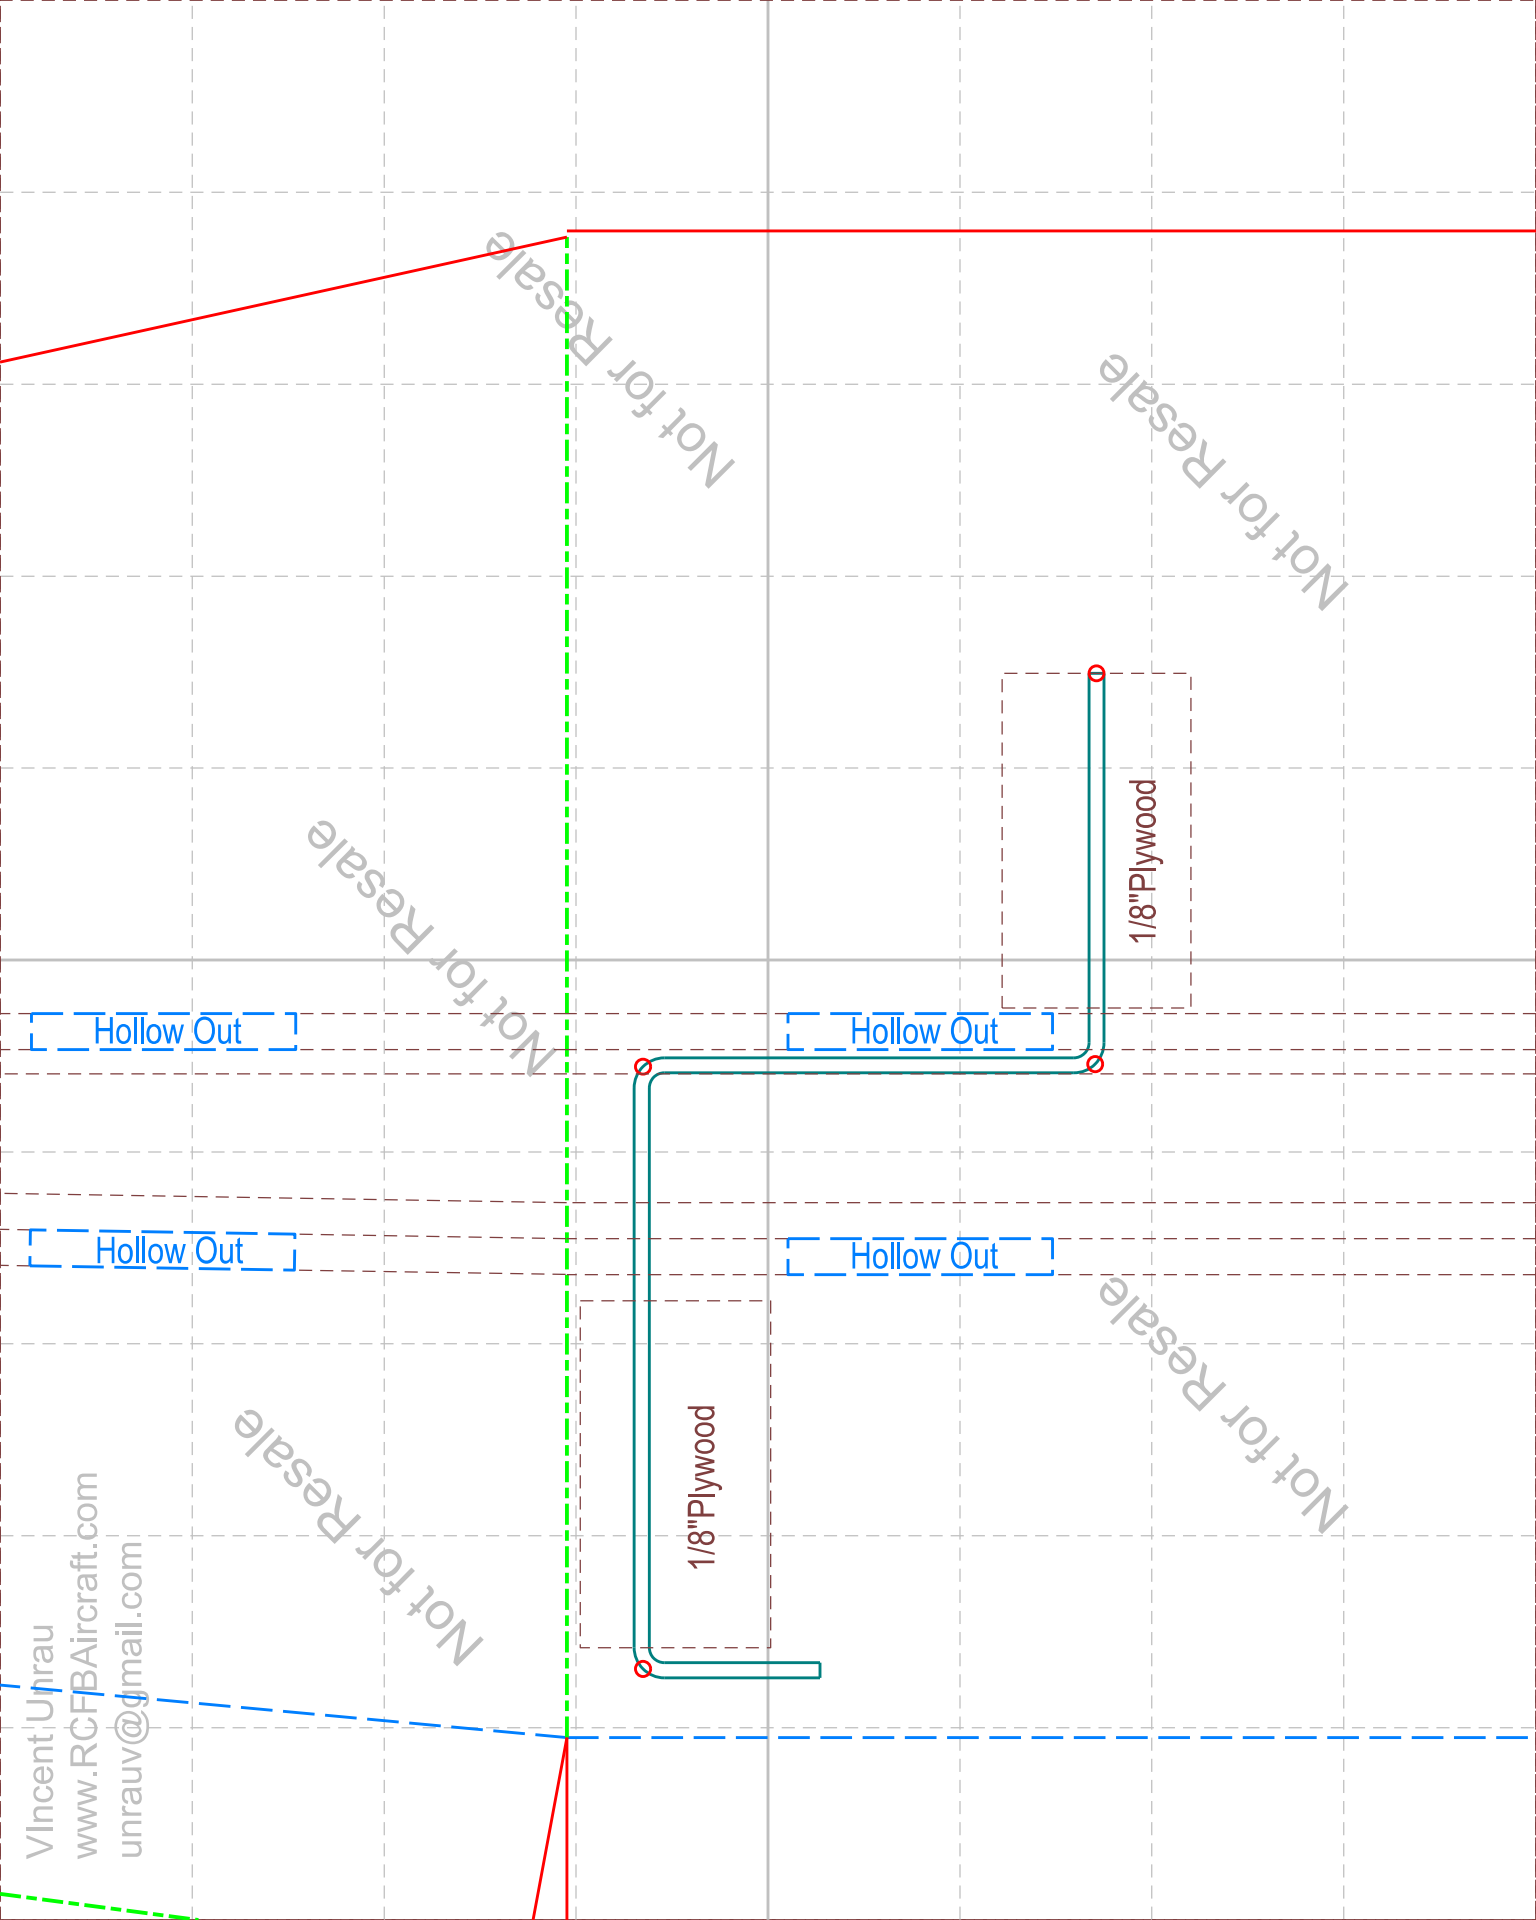 Not for Resale
Not for Resale
1/8"Plywood
Not for Resale
Hollow Out
Hollow Out
Hollow Out
Hollow Out
Not for Resale
1/8"Plywood
Not for Resale
VIncent Unrau
www.RCFBAircraft.com
unrauv@gmail.com